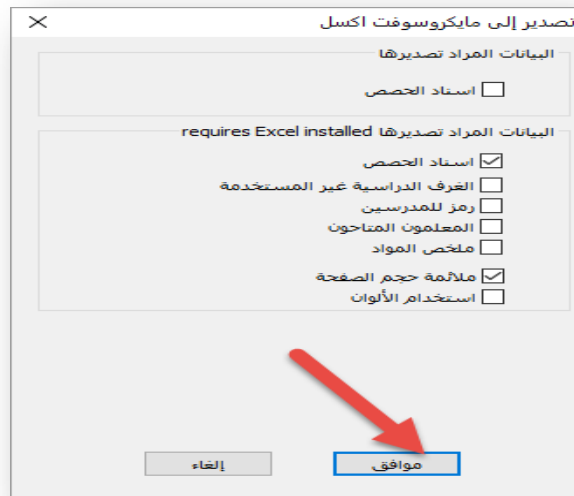 تصدير إلى مايكروسوفت اكسل
البيانات المراد تصديرها
اسناد الحصص
البيانات المراد تصديرها requires Excel installed
اسناد الحصص
الغرف الدراسية غير المستخدمة
رمز للمدرسين
المعلمون المتاحون
ملخص المواد
ملائمة حجم الصفحة
استخدام الألوان
موافق
إلغاء